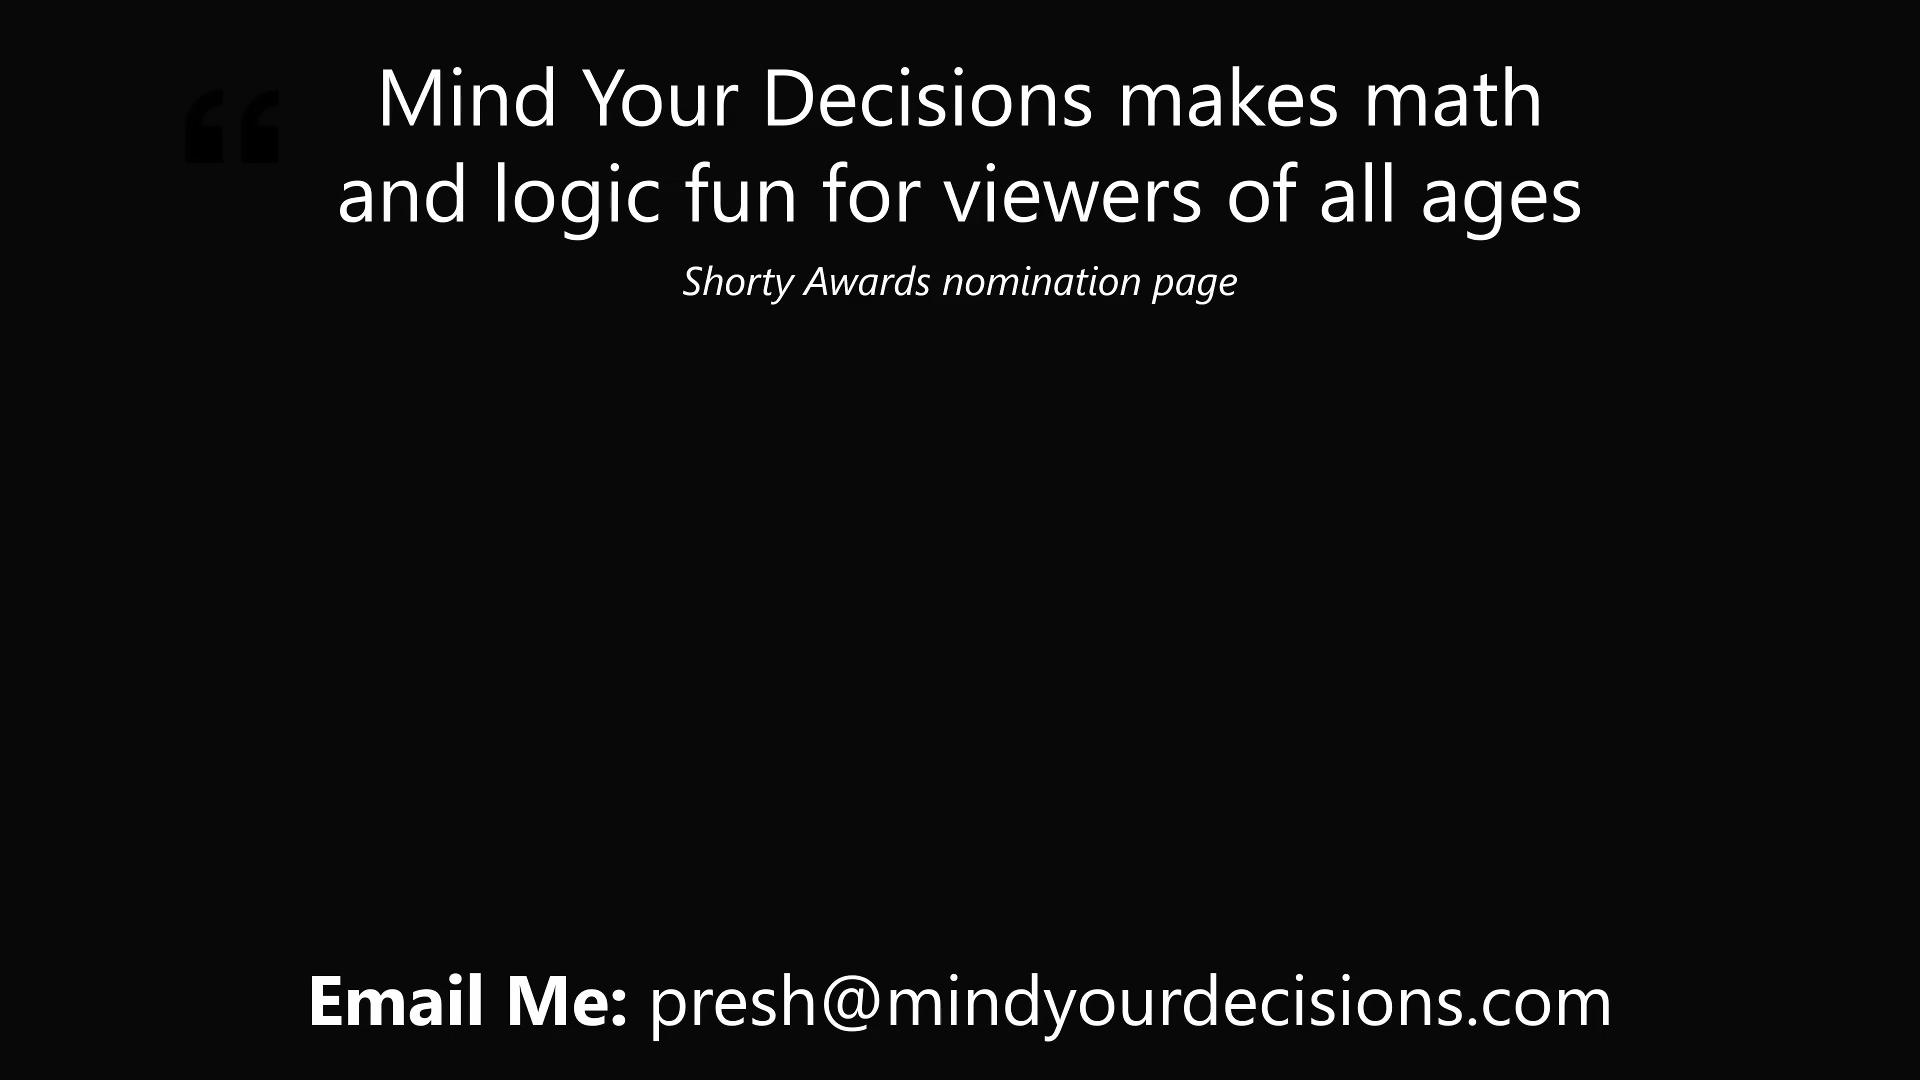 “
Mind Your Decisions makes math
and logic fun for viewers of all ages
Shorty Awards nomination page
Email Me: presh@mindyourdecisions.com